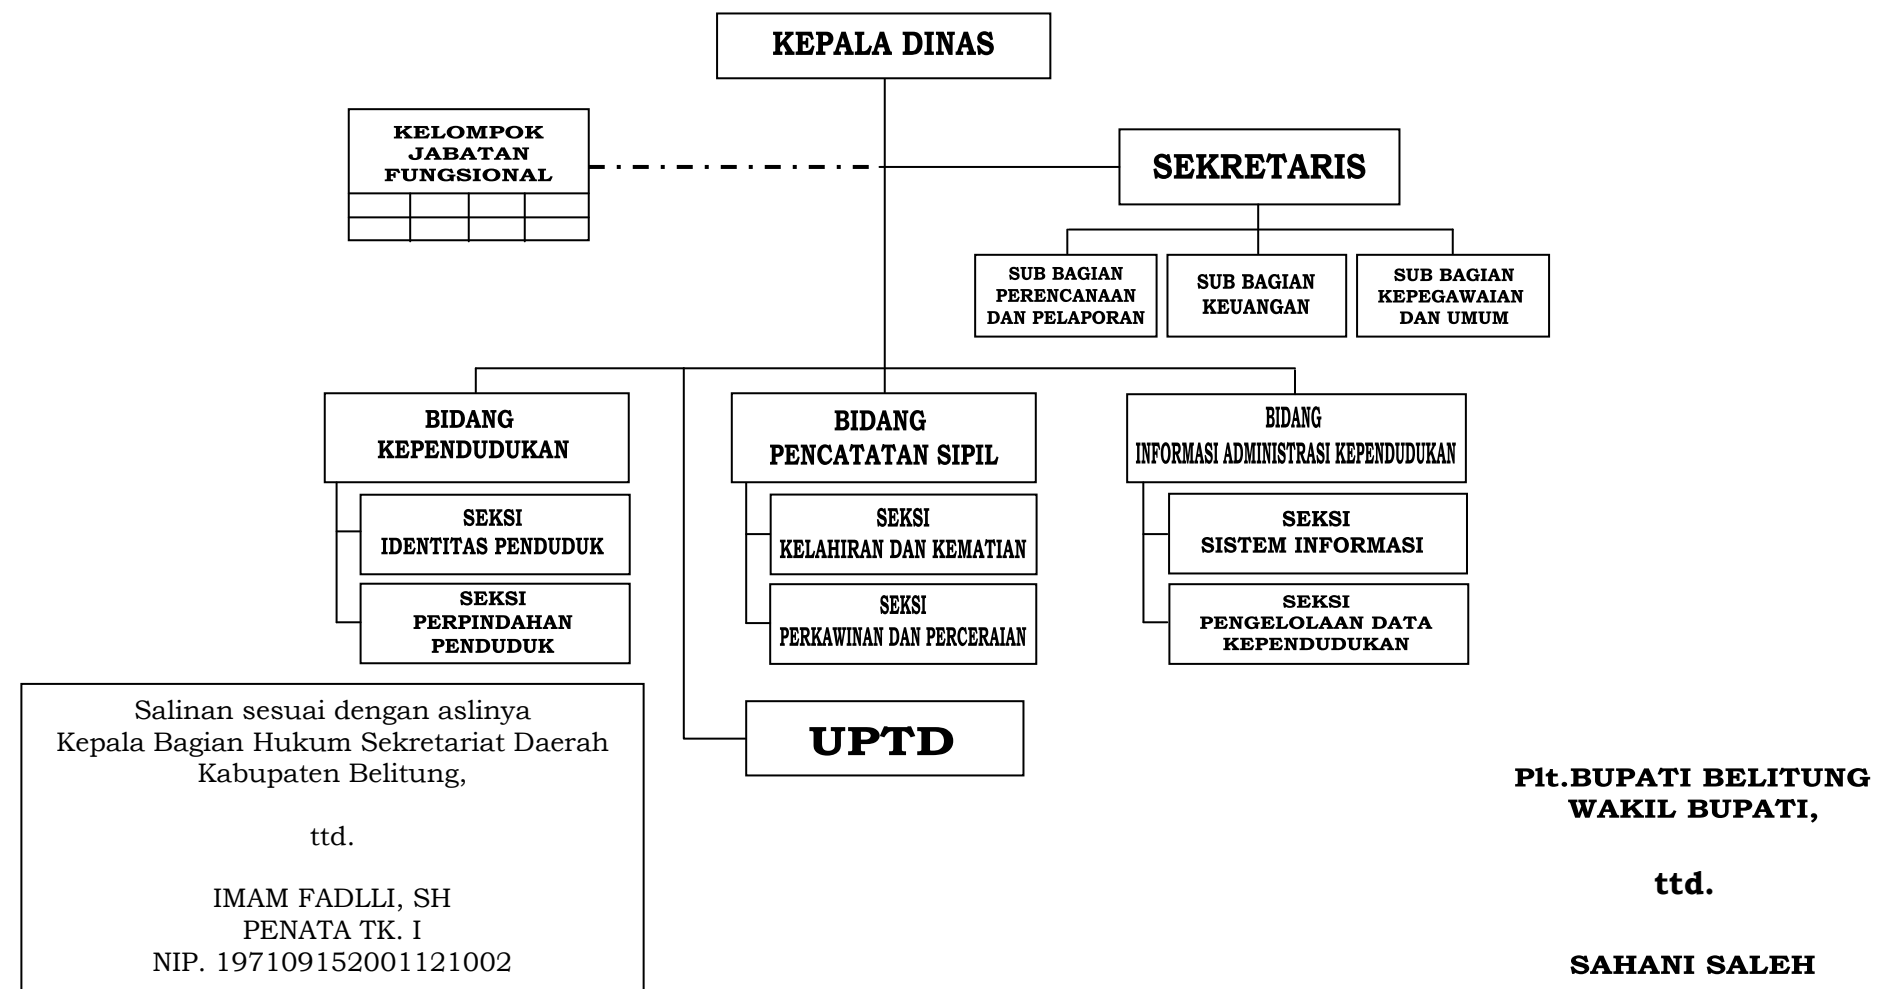 KEPALA DINAS
KELOMPOK
JABATAN
FUNGSIONAL
SEKRETARIS
SUB BAGIAN
PERENCANAAN
DAN PELAPORAN
SUB BAGIAN
KEUANGAN
SUB BAGIAN
KEPEGAWAIAN
DAN UMUM
BIDANG
KEPENDUDUKAN
BIDANG
PENCATATAN SIPIL
BIDANG
INFORMASI ADMINISTRASI KEPENDUDUKAN
SEKSI
IDENTITAS PENDUDUK
SEKSI
KELAHIRAN DAN KEMATIAN
SEKSI
SISTEM INFORMASI
SEKSI
PERPINDAHAN
PENDUDUK
SEKSI
PERKAWINAN DAN PERCERAIAN
SEKSI
PENGELOLAAN DATA
KEPENDUDUKAN
UPTD
Salinan sesuai dengan aslinya
Kepala Bagian Hukum Sekretariat Daerah
Kabupaten Belitung,
ttd.
IMAM FADLLI, SH
PENATA TK. I
NIP. 197109152001121002
Plt.BUPATI BELITUNG
WAKIL BUPATI,
ttd.
SAHANI SALEH